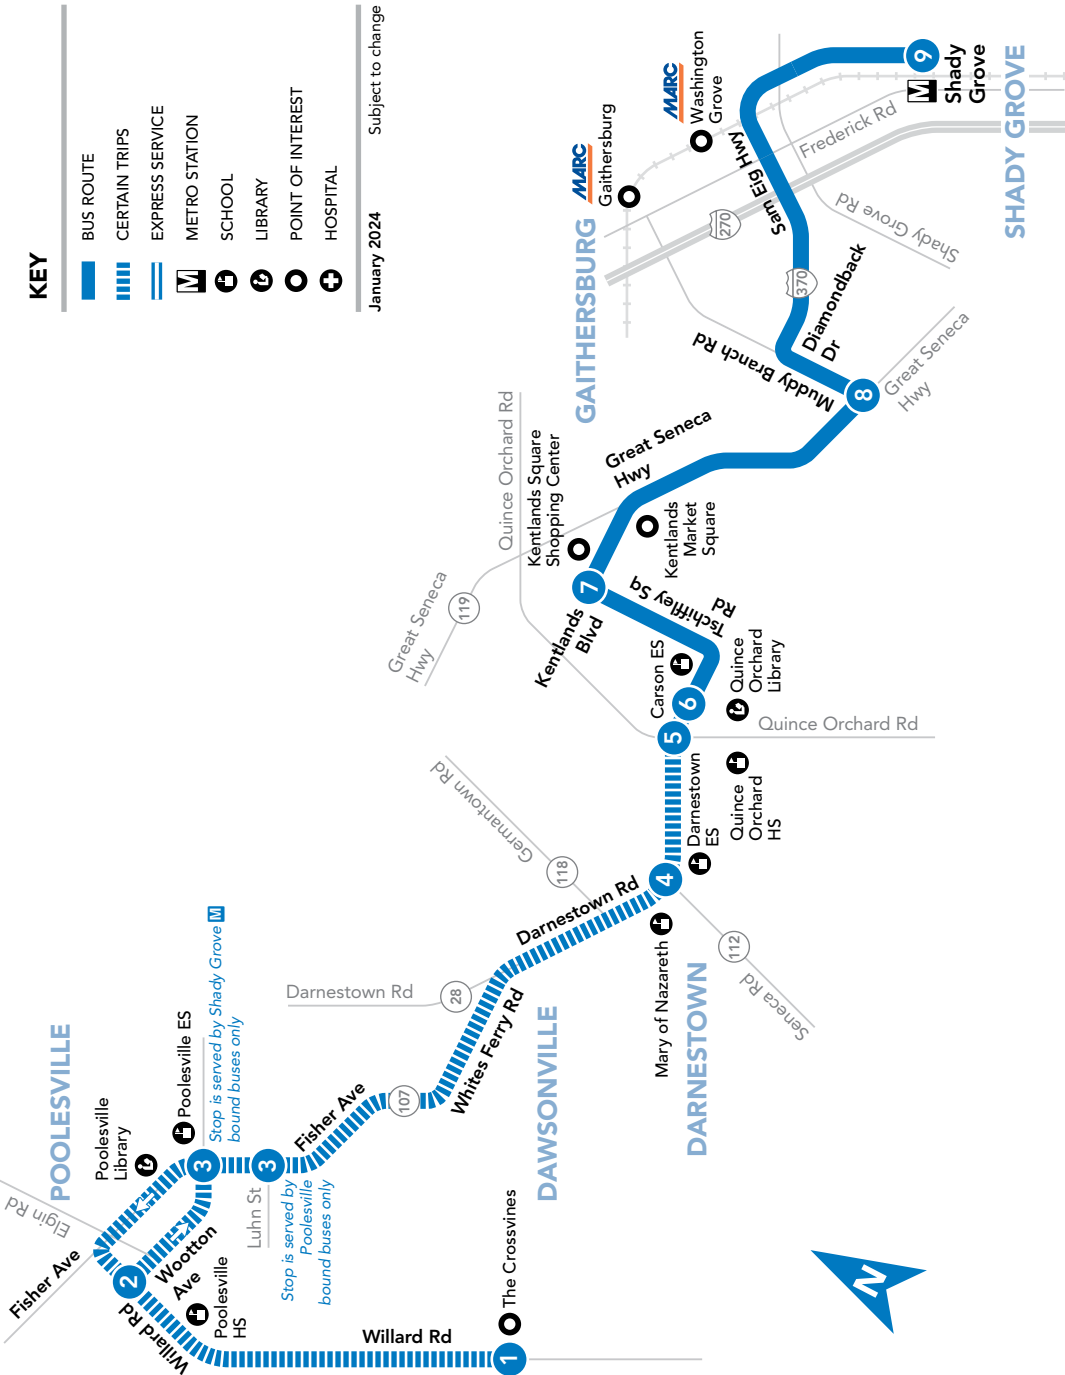 KEY
BUS ROUTE
CERTAIN TRIPS
EXPRESS SERVICE
M
METRO STATION
SCHOOL
LIBRARY
POINT OF INTEREST
HOSPITAL
January 2024
Subject to change
POOLESVILLE
Elgin Rd
Fisher Ave
Poolesville
Library
Poolesville ES
Stop is served by Shady Grove M
bound buses only
3
2
Willard Rd
Wootton
Ave
Poolesville
HS
3
Luhn St
Stop is served by
Poolesville
bound buses only
Fisher Ave
Willard Rd
1
The Crossvines
107
Whites Ferry Rd
DAWSONVILLE
Darnestown Rd
28
Darnestown Rd
Germantown Rd
118
4
Mary of Nazareth
DARNESTOWN
112
Seneca Rd
Darnestown
ES
Quince
Orchard
HS
5
Quince Orchard Rd
6
Carson ES
Quince
Orchard
Library
Great Seneca
Hwy
119
Quince Orchard Rd
Kentlands
Blvd
7
Tschiffley Sq
Rd
Kentlands Square
Shopping Center
Kentlands
Market
Square
Great Seneca
Hwy
GAITHERSBURG
Muddy Branch Rd
8
Great Seneca
Hwy
Diamondback
Dr
370
270
MARC
Gaithersburg
MARC
Washington
Grove
Sam Eig Hwy
Shady Grove Rd
Frederick Rd
9
M
Shady
Grove
SHADY GROVE
N